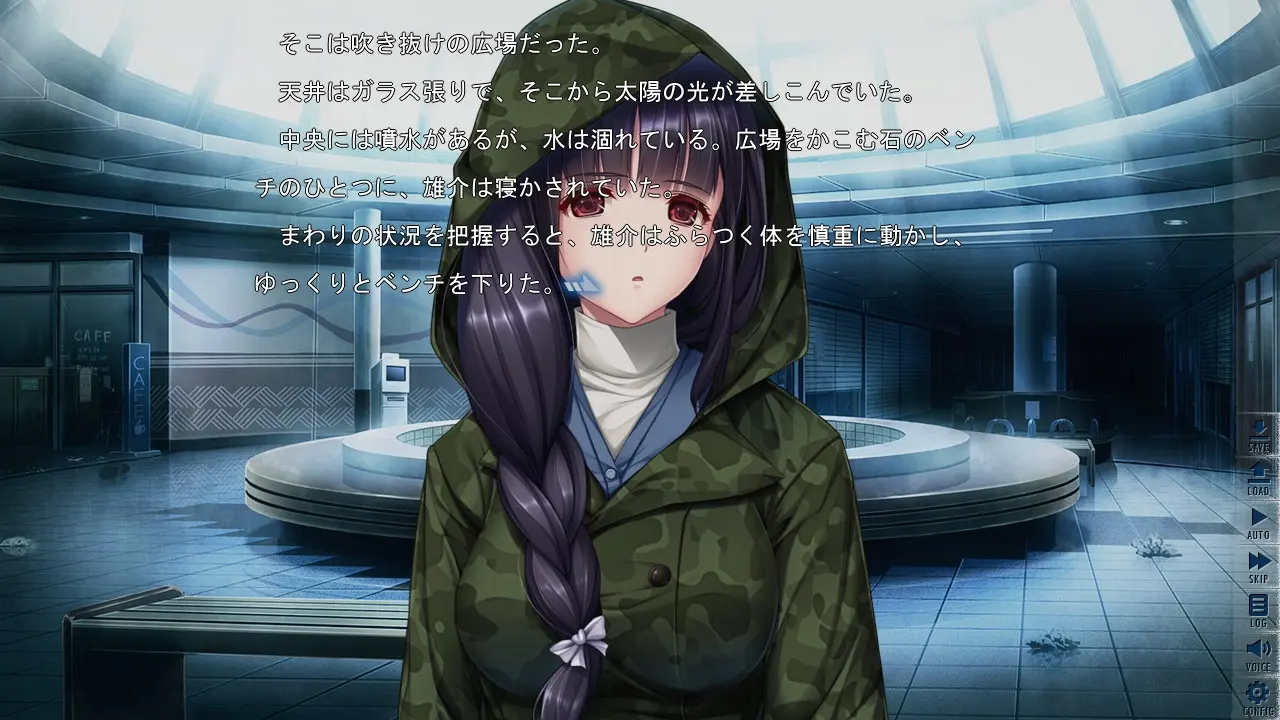 そこは吹き抜けの広場だった。
天井はガラス張りで、そこから太陽の光が差しこんでいた。
中央には噴水があるが、水は涸れている。広場をかこむ石のベン
チのひとつに、雄介は寝かされていた。
まわりの状況を把握すると、雄介はふらつく体を慎重に動かし、
ゆっくりとベンチを下りた。
CAFE
CAFE
SAVE
LOAD
AUTO
SKIP
LOG
VOICE
CONFIG